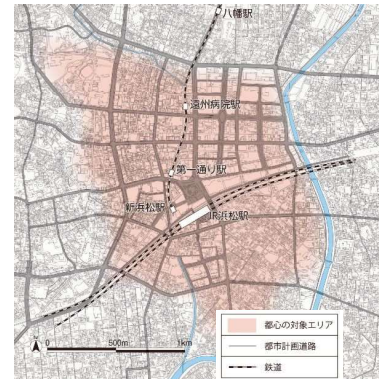 八幡駅
遠州病院駅
第一通り駅
新浜松駅
JR浜松駅
都心の対象エリア
都市計画道路
鉄道
0 500m 1km